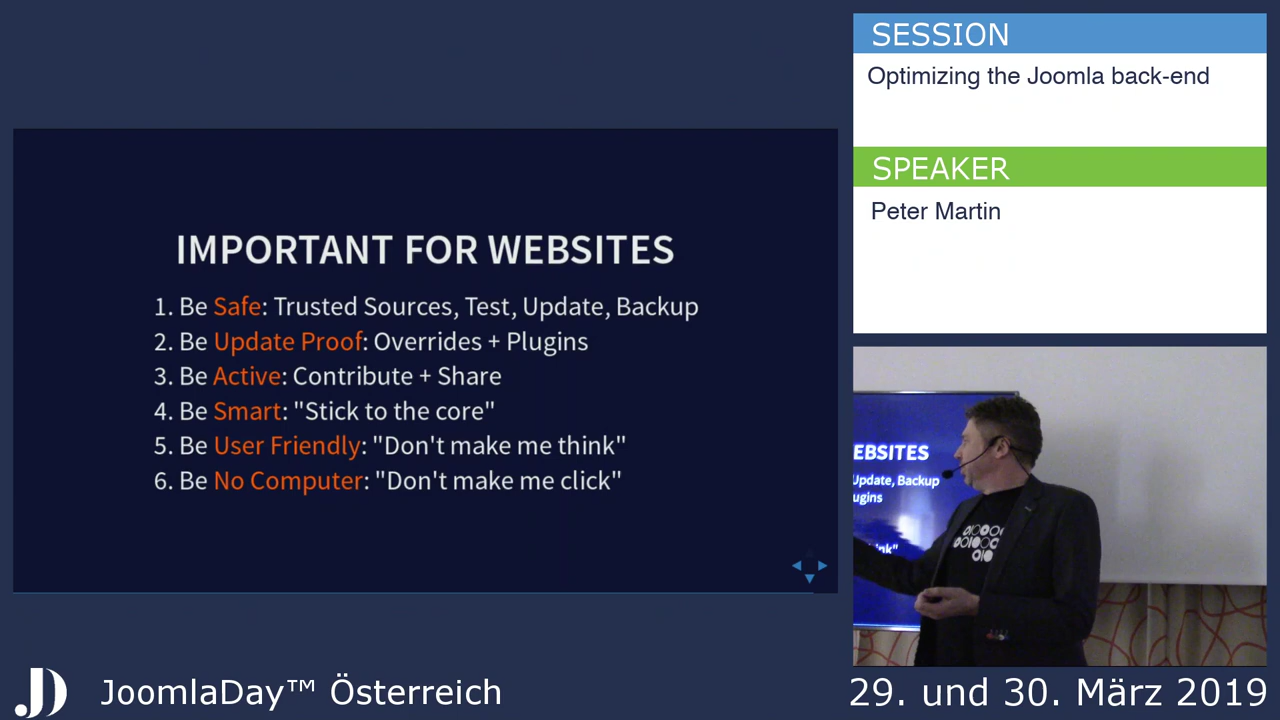 SESSION
Optimizing the Joomla back-end
SPEAKER
Peter Martin
IMPORTANT FOR WEBSITES
1. Be Safe: Trusted Sources, Test, Update, Backup
2. Be Update Proof: Overrides + Plugins
3. Be Active: Contribute + Share
4. Be Smart: "Stick to the core"
5. Be User Friendly: "Don't make me think"
6. Be No Computer: "Don't make me click"
EBSITES
Update, Backup
ugins
ink"
JoomlaDay™ Österreich
29. und 30. März 2019